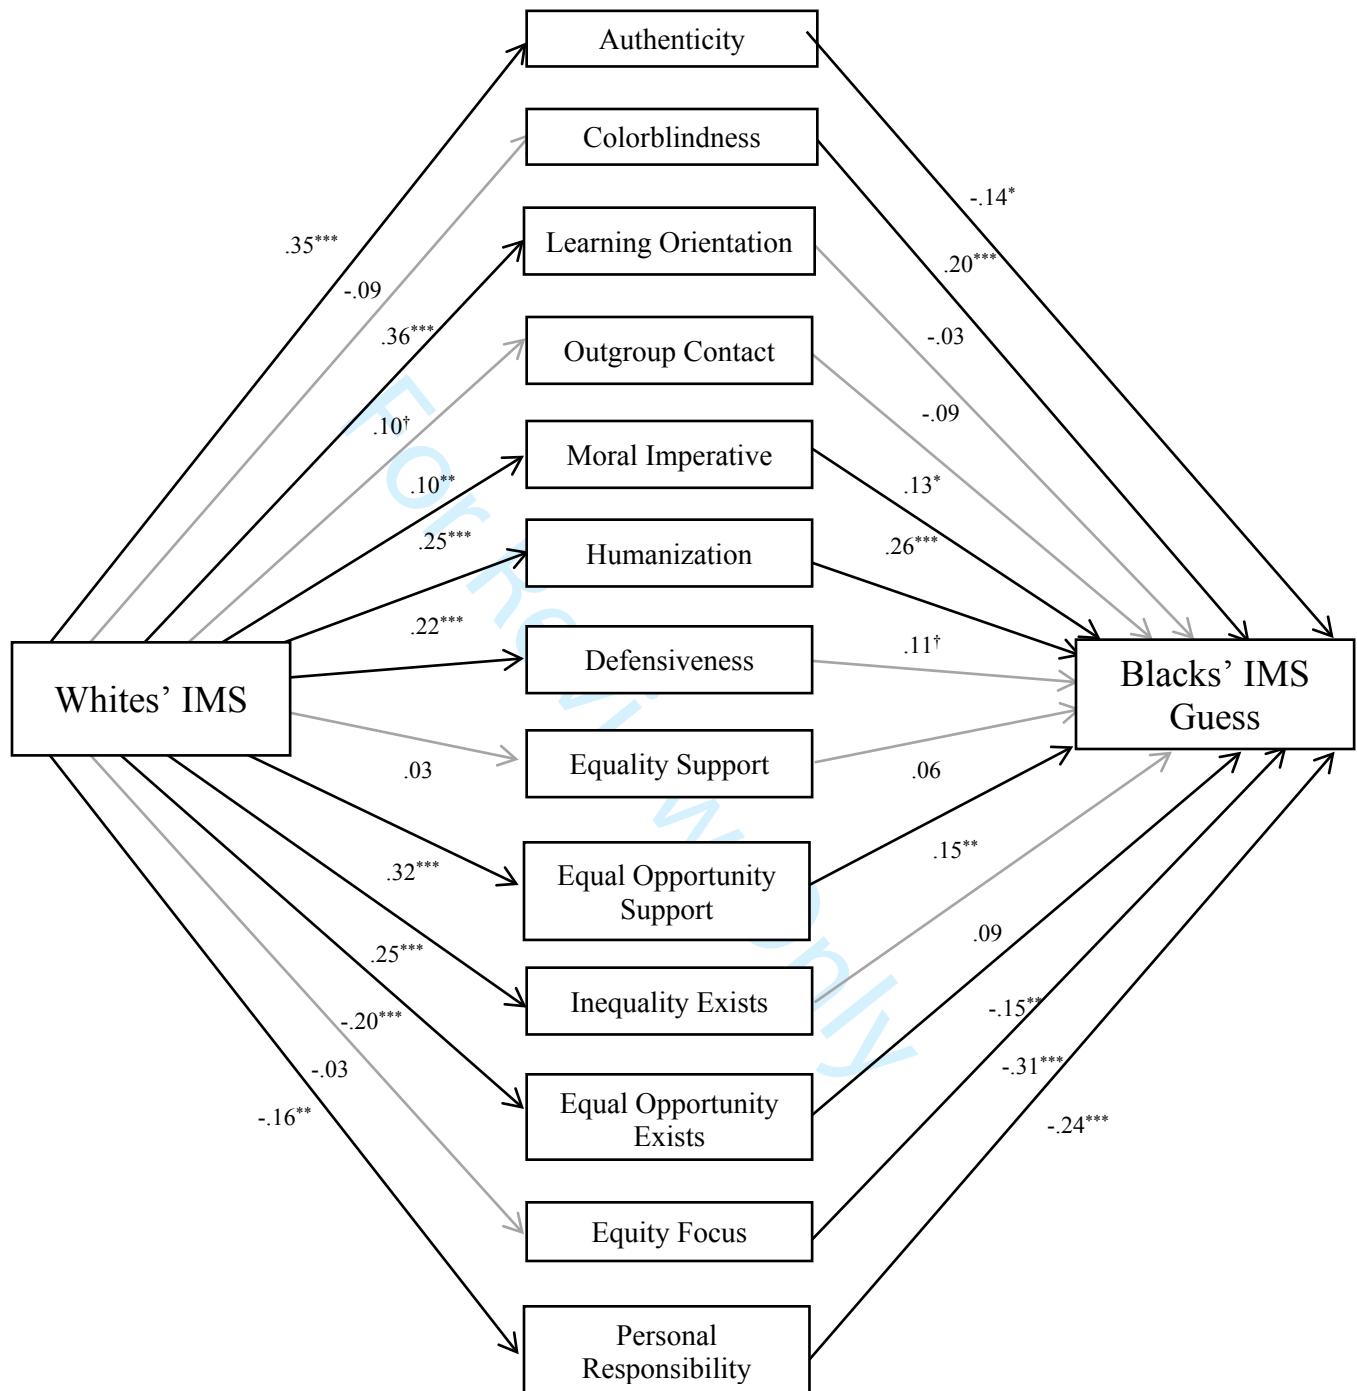 Authenticity
Colorblindness
-.14*
.35***
Learning Orientation
.20***
-.09
.36***
-.03
Outgroup Contact
.10†
-.09
Moral Imperative
.10**
.13*
.25***
.26***
Humanization
.22***
Defensiveness
.11†
Whites’ IMS
Blacks’ IMS
Guess
.03
Equality Support
.06
.32***
Equal Opportunity
Support
.15**
.25***
.09
Inequality Exists
-.20***
-.15**
-.03
-.31***
-.16**
Equal Opportunity
Exists
-.24***
Equity Focus
Personal
Responsibility
For Review Only